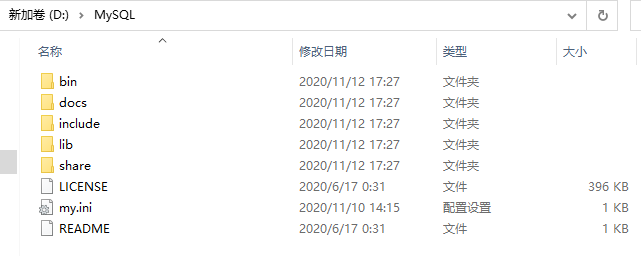 新加卷 (D:) > MySQL
名称 修改日期 类型 大小
bin 2020/11/12 17:27 文件夹
docs 2020/11/12 17:27 文件夹
include 2020/11/12 17:27 文件夹
lib 2020/11/12 17:27 文件夹
share 2020/11/12 17:27 文件夹
LICENSE 2020/6/17 0:31 文件 396 KB
my.ini 2020/11/10 14:15 配置设置 1 KB
README 2020/6/17 0:31 文件 1 KB